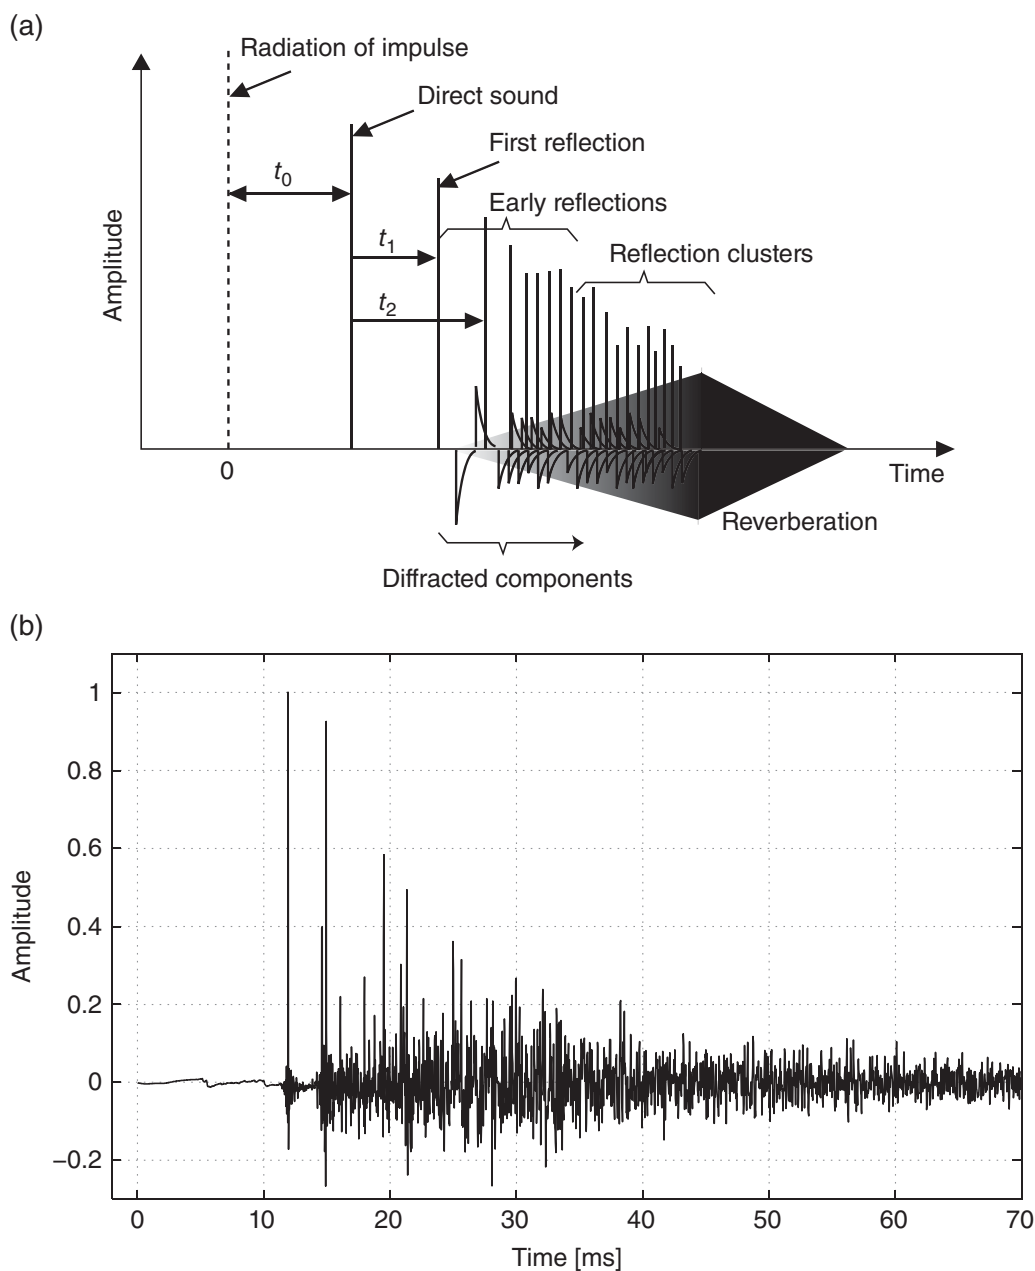 (a)
Radiation of impulse
Direct sound
First reflection
t0
Early reflections
t1
Reflection clusters
t2
Amplitude
0
Time
Reverberation
Diffracted components
(b)
1
0.8
0.6
0.4
0.2
0
−0.2
Amplitude
0 10 20 30 40 50 60 70
Time [ms]